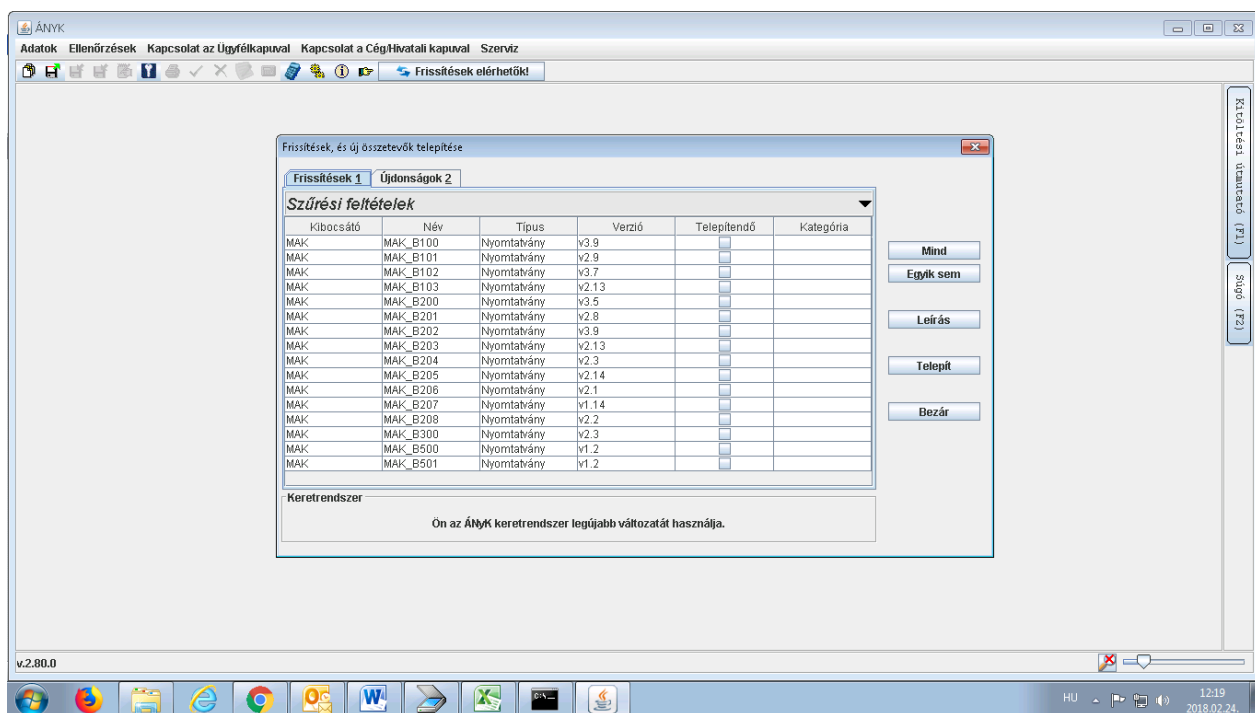 ÁNYK
Adatok Ellenőrzések Kapcsolat az Ügyfélkapuval Kapcsolat a Cég/Hivatali kapuval Szerviz
Frissítések elérhetők!
Kitöltési útmutató (F1)
Súgó (F2)
Frissítések, és új összetevők telepítése
Frissítések 1 Újdonságok 2
Szűrési feltételek
Kibocsátó Név Típus Verzió Telepítendő Kategória
MAK MAK_B100 Nyomtatvány v3.9
MAK MAK_B101 Nyomtatvány v2.9
MAK MAK_B102 Nyomtatvány v3.7
MAK MAK_B103 Nyomtatvány v2.13
MAK MAK_B200 Nyomtatvány v3.5
MAK MAK_B201 Nyomtatvány v2.8
MAK MAK_B202 Nyomtatvány v3.9
MAK MAK_B203 Nyomtatvány v2.13
MAK MAK_B204 Nyomtatvány v2.3
MAK MAK_B205 Nyomtatvány v2.14
MAK MAK_B206 Nyomtatvány v2.1
MAK MAK_B207 Nyomtatvány v1.14
MAK MAK_B208 Nyomtatvány v2.2
MAK MAK_B300 Nyomtatvány v2.3
MAK MAK_B500 Nyomtatvány v1.2
MAK MAK_B501 Nyomtatvány v1.2
Mind
Egyik sem
Leírás
Telepít
Bezár
Keretrendszer
Ön az ÁNyK keretrendszer legújabb változatát használja.
v.2.80.0
HU
12:19
2018.02.24.